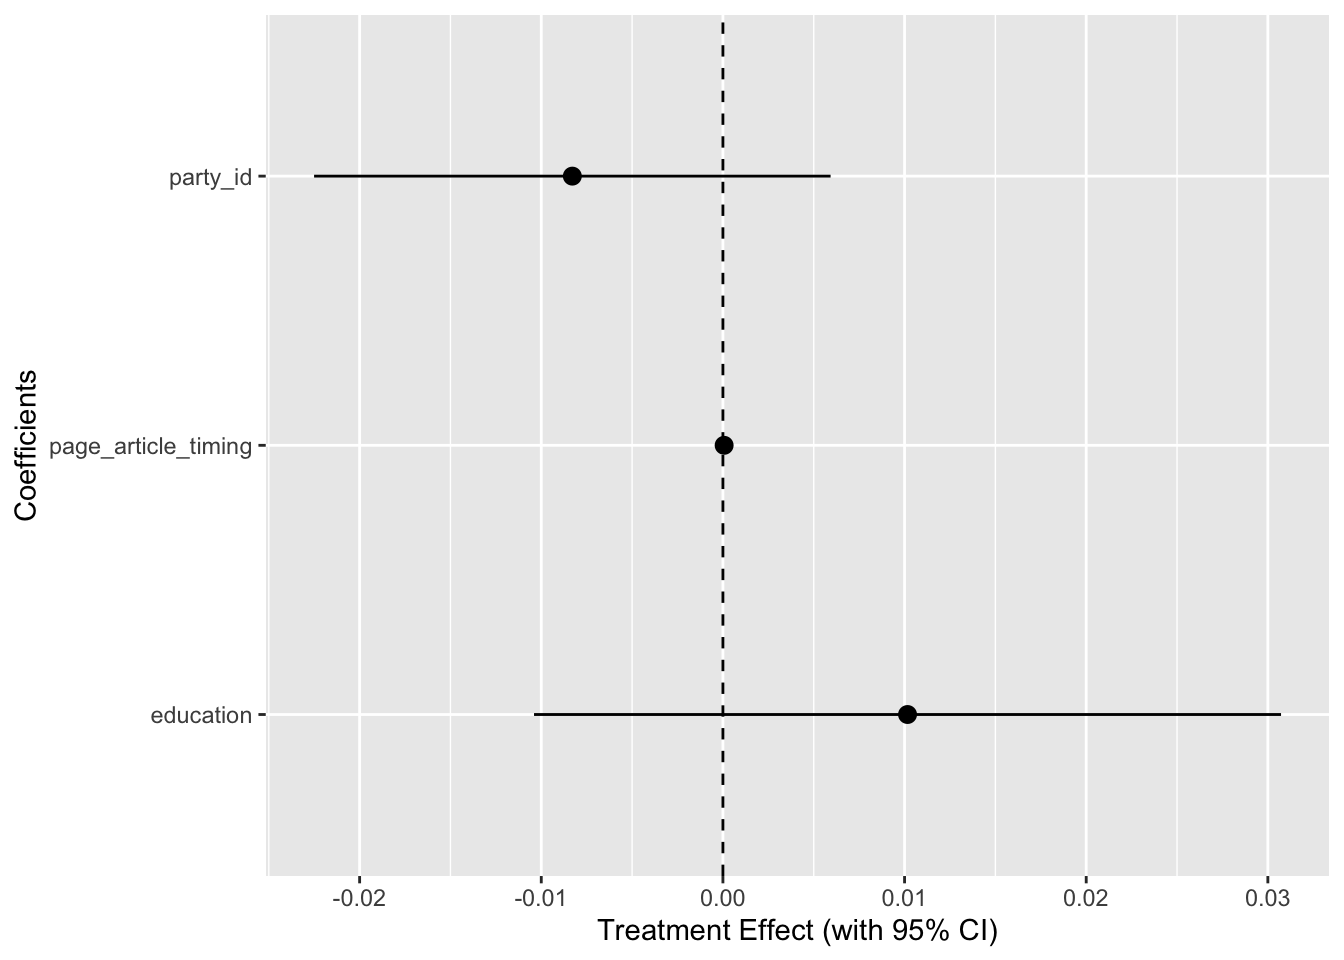 Coefficients
party_id
page_article_timing
education
-0.02 -0.01 0.00 0.01 0.02 0.03
Treatment Effect (with 95% CI)